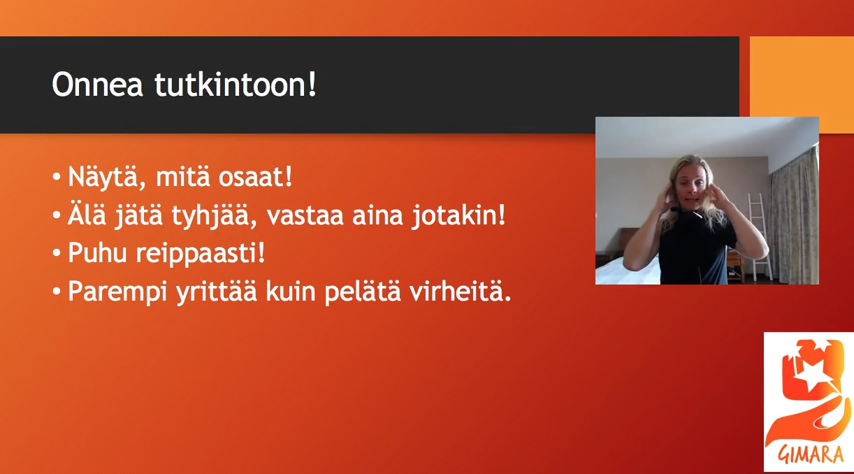 Onnea tutkintoon!
• Näytä, mitä osaat!
• Älä jätä tyhjää, vastaa aina jotakin!
• Puhu reippaasti!
• Parempi yrittää kuin pelätä virheitä.
GIMARA